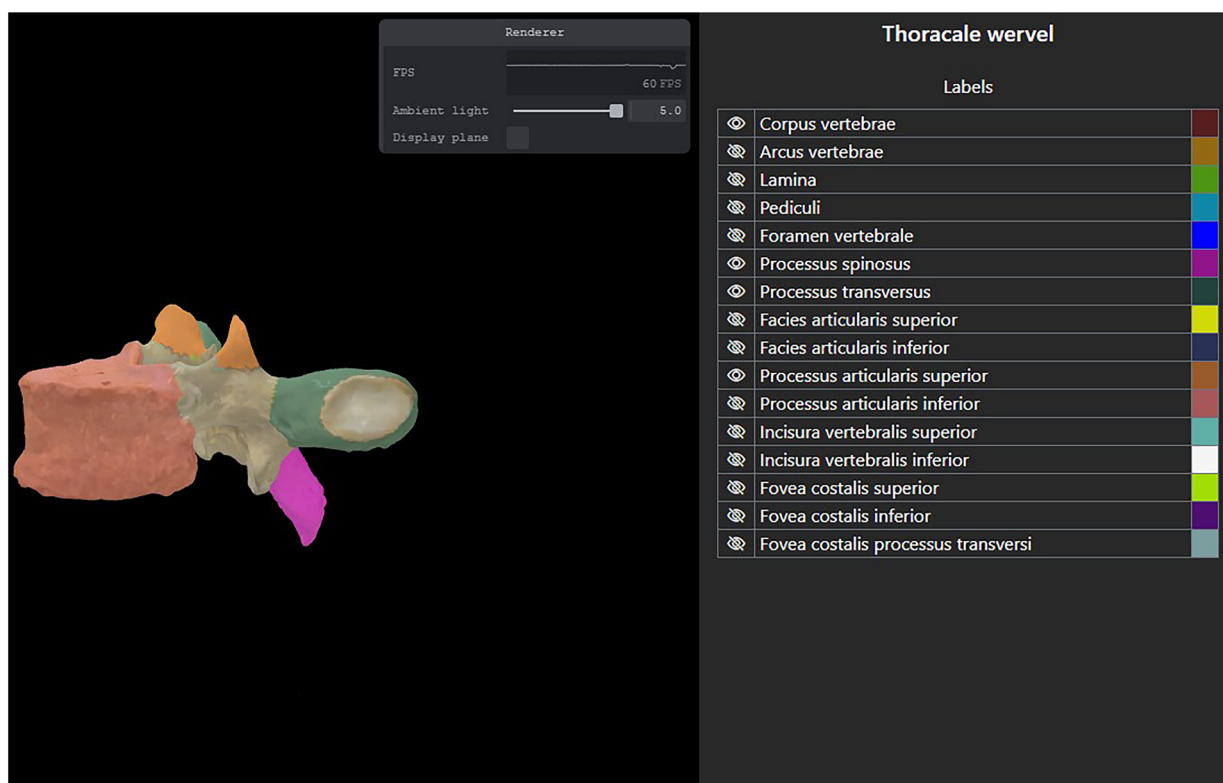 Renderer
FPS
60 FPS
Ambient light
5.0
Display plane
Thoracale wervel
Labels
Corpus vertebrae
Arcus vertebrae
Lamina
Pediculi
Foramen vertebrale
Processus spinosus
Processus transversus
Facies articularis superior
Facies articularis inferior
Processus articularis superior
Processus articularis inferior
Incisura vertebralis superior
Incisura vertebralis inferior
Fovea costalis superior
Fovea costalis inferior
Fovea costalis processus transversi